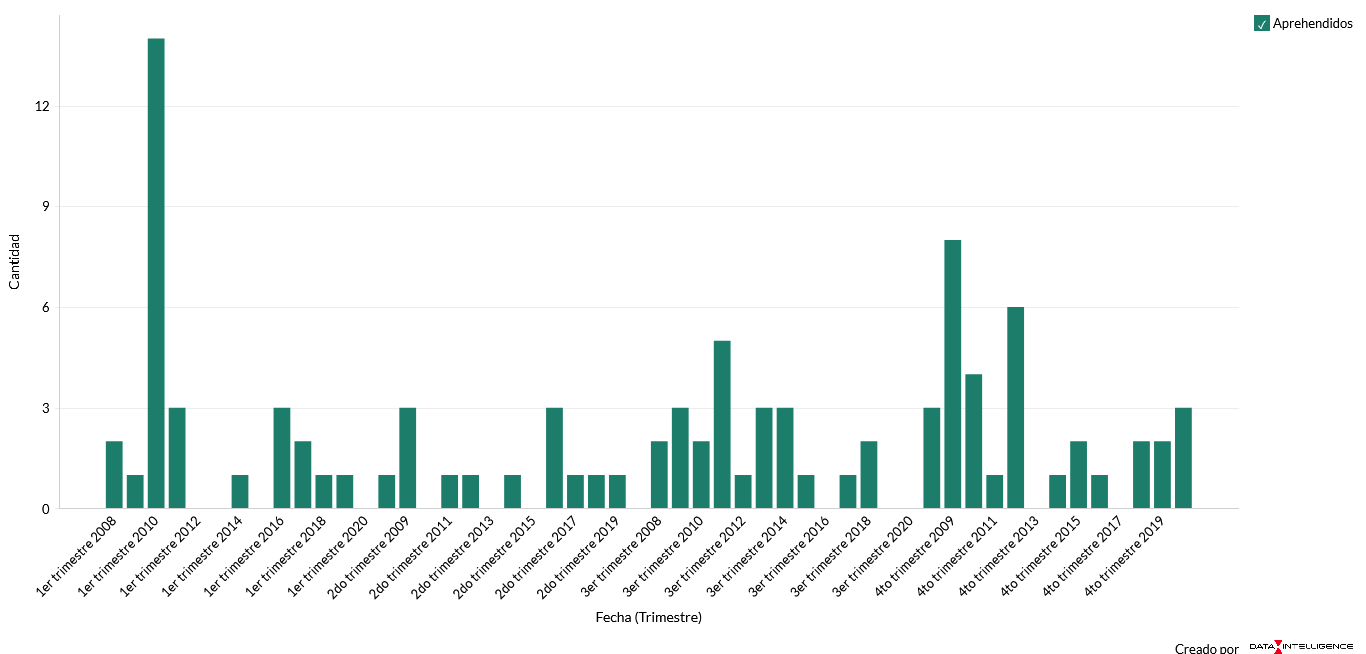 Aprehendidos
Cantidad
12
9
6
3
0
1er trimestre 2008
1er trimestre 2010
1er trimestre 2012
1er trimestre 2014
1er trimestre 2016
1er trimestre 2018
1er trimestre 2020
2do trimestre 2009
2do trimestre 2011
2do trimestre 2013
2do trimestre 2015
2do trimestre 2017
2do trimestre 2019
3er trimestre 2008
3er trimestre 2010
3er trimestre 2012
3er trimestre 2014
3er trimestre 2016
3er trimestre 2018
3er trimestre 2020
4to trimestre 2009
4to trimestre 2011
4to trimestre 2013
4to trimestre 2015
4to trimestre 2017
4to trimestre 2019
Fecha (Trimestre)
Creado por DATA INTELLIGENCE